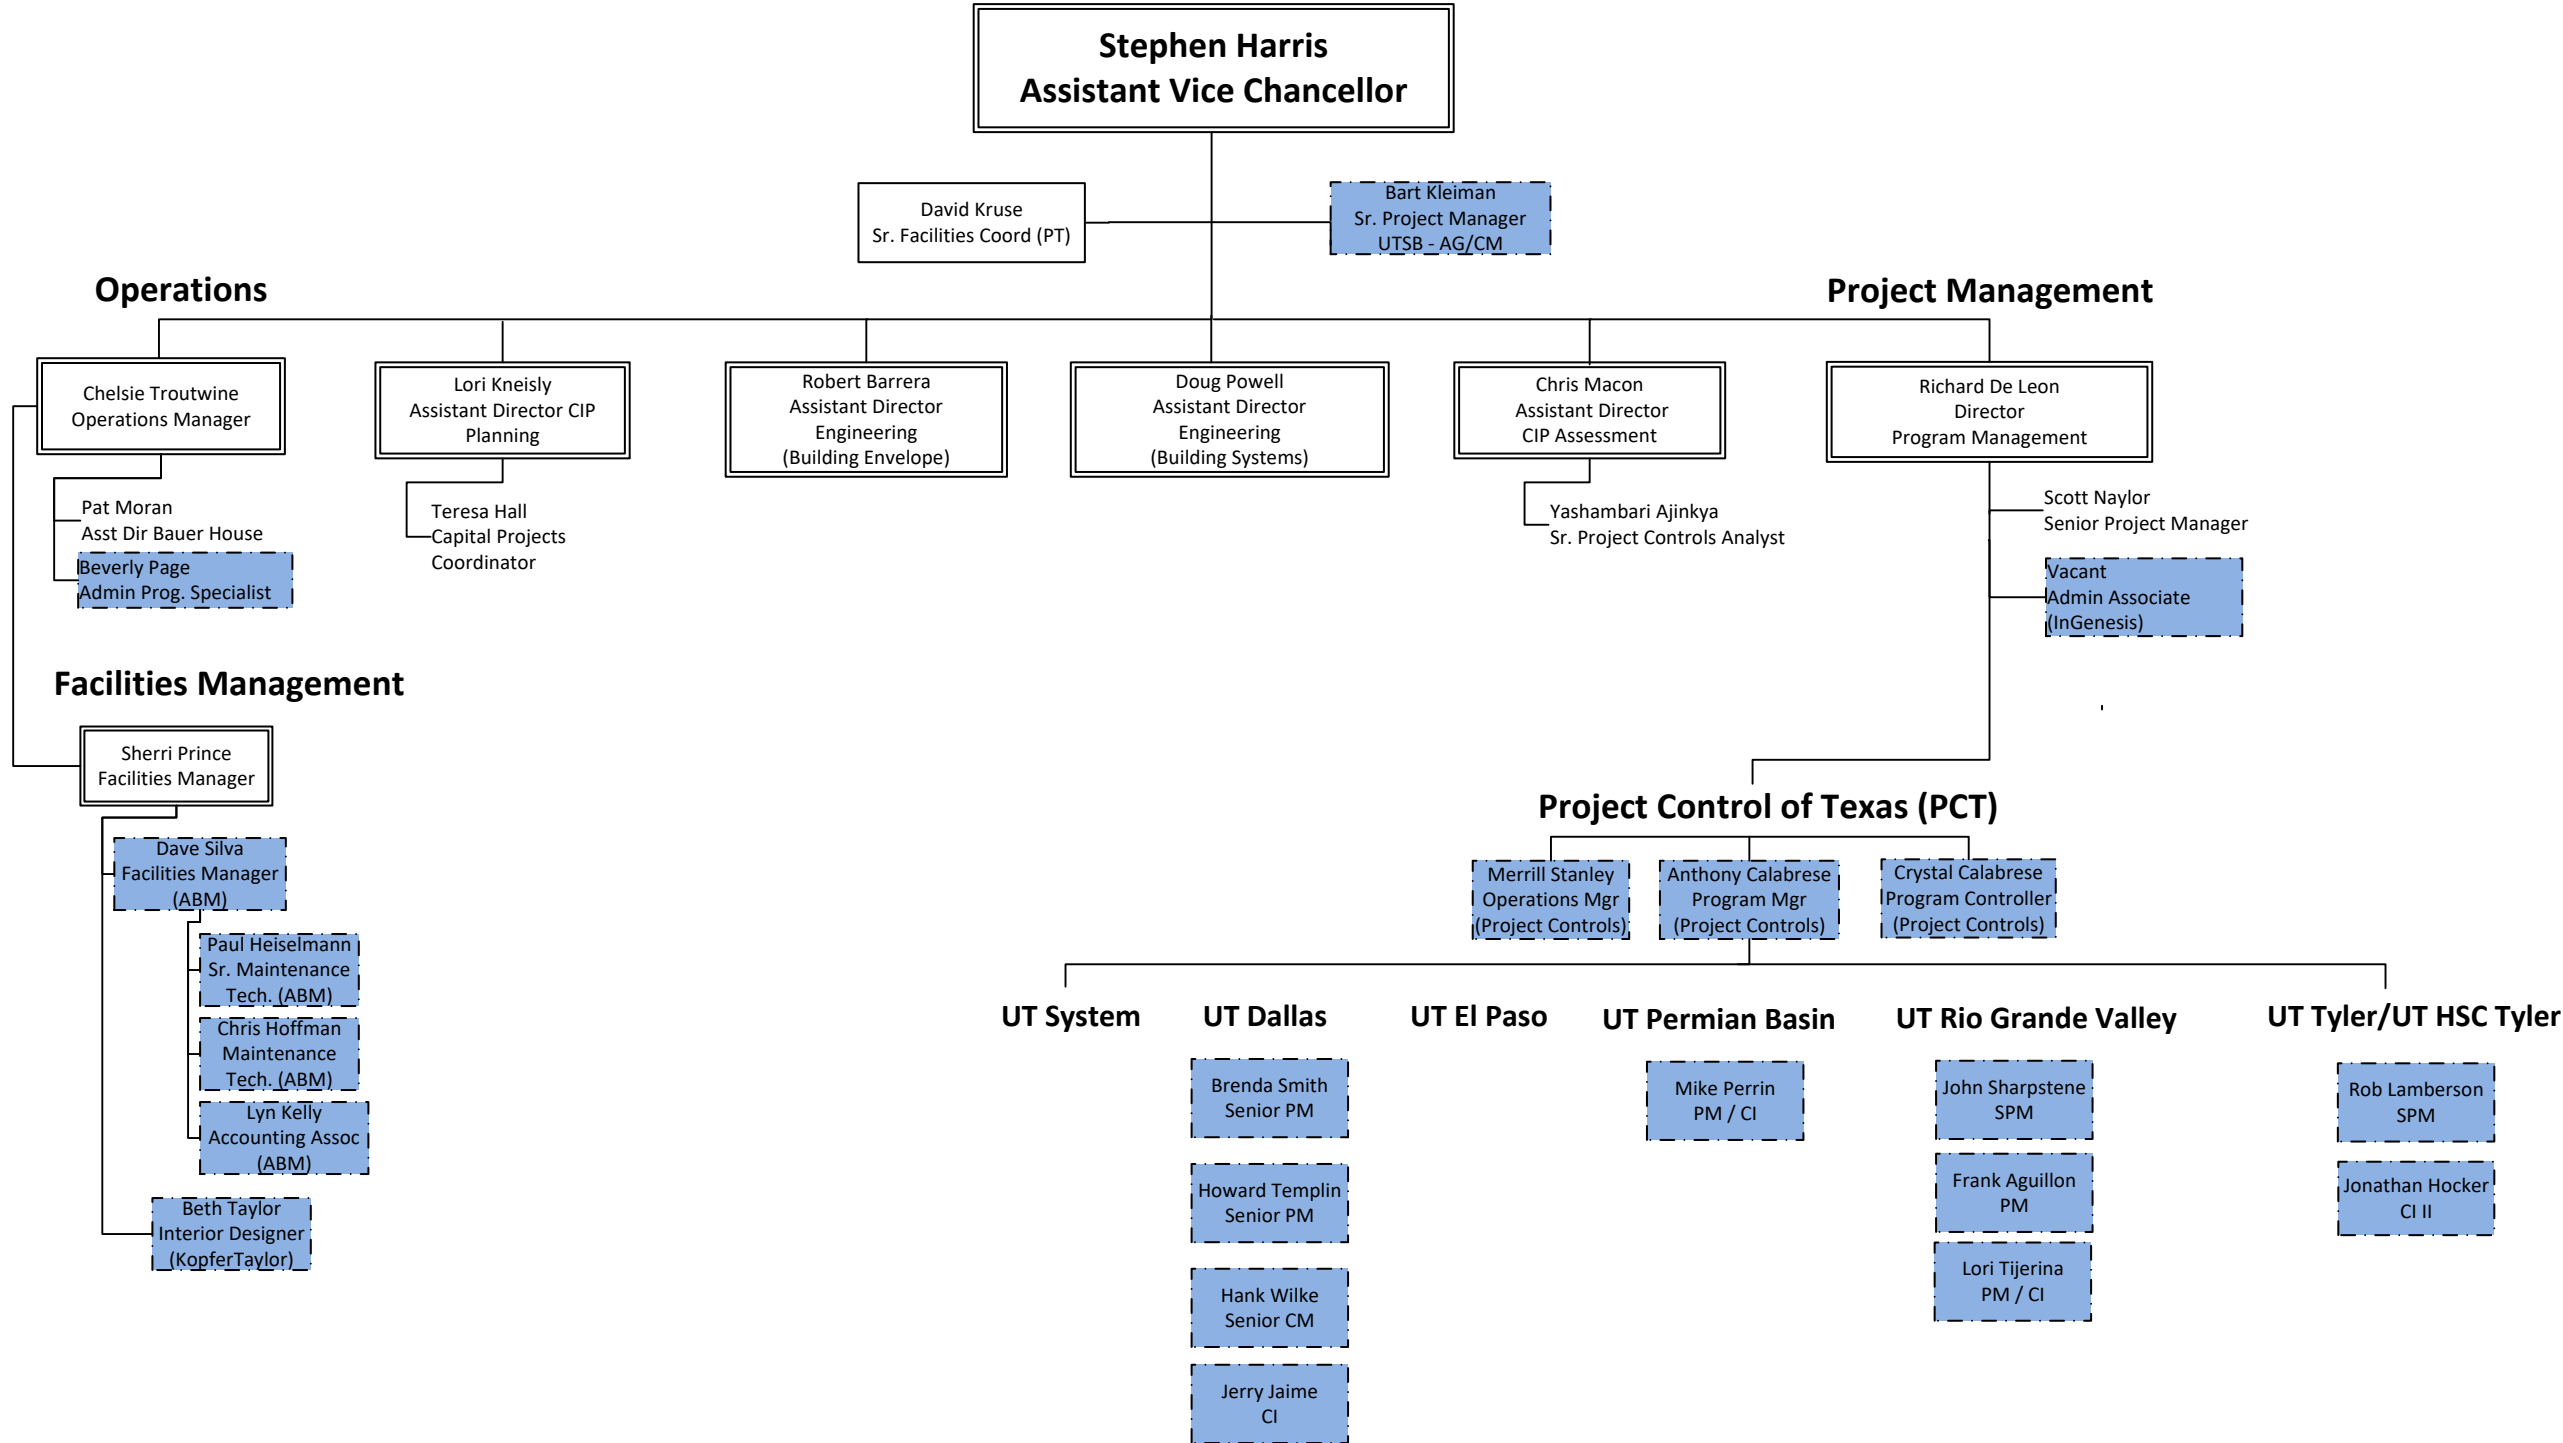 Stephen Harris
Assistant Vice Chancellor
David Kruse
Sr. Facilities Coord (PT)
Bart Kleiman
Sr. Project Manager
UTSB - AG/CM
Operations
Project Management
Chelsie Troutwine
Operations Manager
Lori Kneisly
Assistant Director CIP
Planning
Robert Barrera
Assistant Director
Engineering
(Building Envelope)
Doug Powell
Assistant Director
Engineering
(Building Systems)
Chris Macon
Assistant Director
CIP Assessment
Richard De Leon
Director
Program Management
Pat Moran
Asst Dir Bauer House
Beverly Page
Admin Prog. Specialist
Teresa Hall
Capital Projects
Coordinator
Yashambari Ajinkya
Sr. Project Controls Analyst
Scott Naylor
Senior Project Manager
Vacant
Admin Associate
(InGenesis)
Facilities Management
Sherri Prince
Facilities Manager
Dave Silva
Facilities Manager
(ABM)
Paul Heiselmann
Sr. Maintenance
Tech. (ABM)
Chris Hoffman
Maintenance
Tech. (ABM)
Lyn Kelly
Accounting Assoc
(ABM)
Beth Taylor
Interior Designer
(KopferTaylor)
Project Control of Texas (PCT)
Merrill Stanley
Operations Mgr
(Project Controls)
Anthony Calabrese
Program Mgr
(Project Controls)
Crystal Calabrese
Program Controller
(Project Controls)
UT System
UT Dallas
UT El Paso
UT Permian Basin
UT Rio Grande Valley
UT Tyler/UT HSC Tyler
Brenda Smith
Senior PM
Howard Templin
Senior PM
Hank Wilke
Senior CM
Jerry Jaime
CI
Mike Perrin
PM / CI
John Sharpstene
SPM
Frank Aguillon
PM
Lori Tijerina
PM / CI
Rob Lamberson
SPM
Jonathan Hocker
CI II